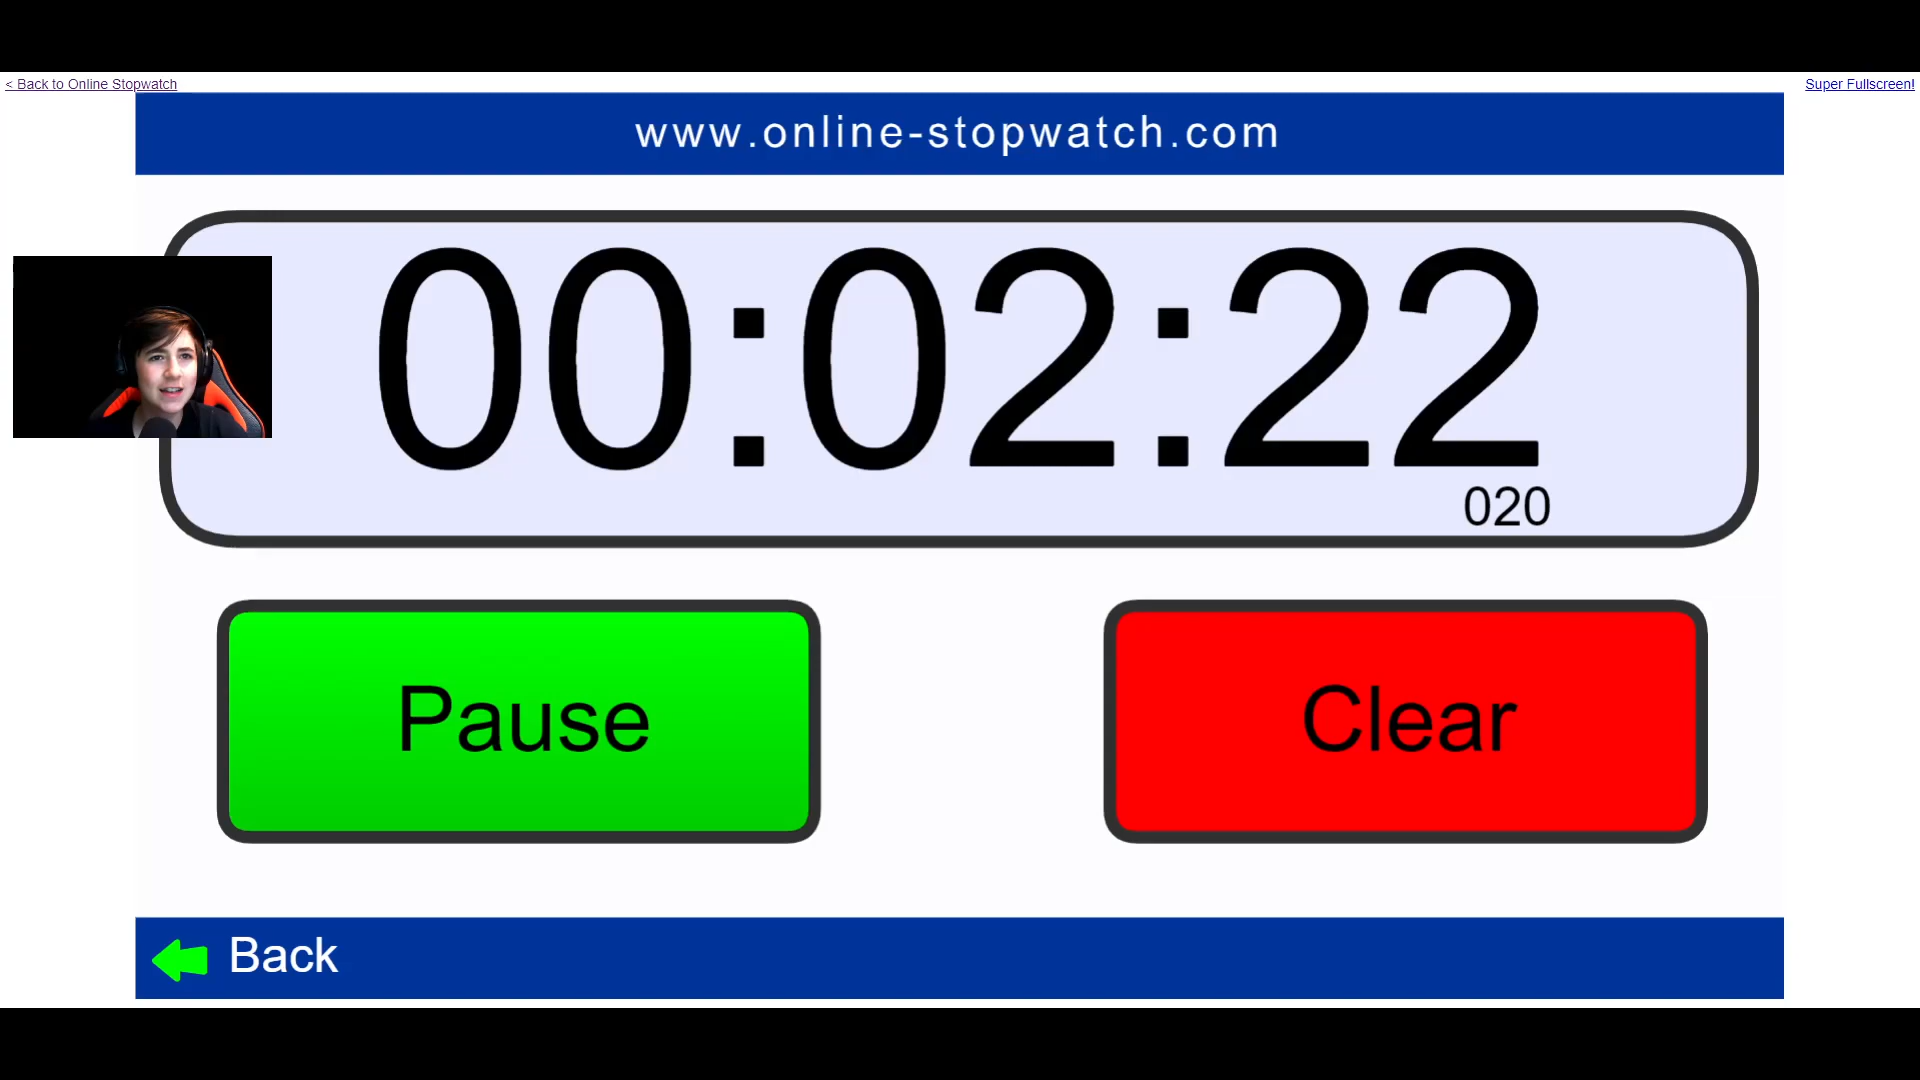 < Back to Online Stopwatch
Super Fullscreen!
www.online-stopwatch.com
00:02:22
020
Pause
Clear
Back